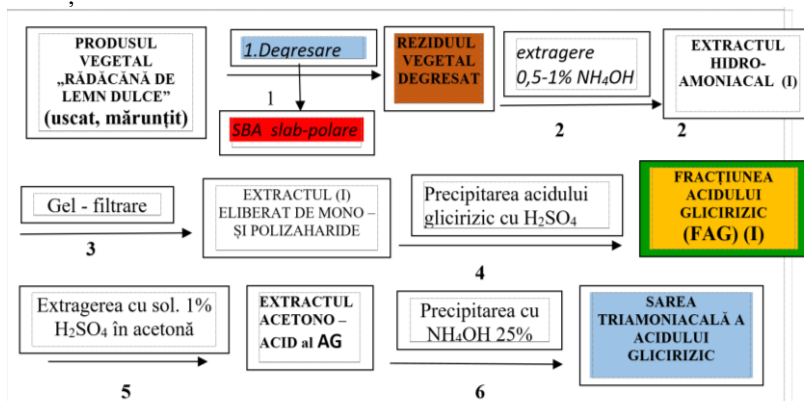 PRODUSUL
VEGETAL
„RĂDĂCĂNĂ DE
LEMN DULCE”
(uscat, mărunțit)
1.Degresare
1
SBA slab-polare
REZIDUUL
VEGETAL
DEGRESAT
extragere
0,5-1% NH₄OH
2
EXTRACTUL
HIDRO-
AMONIACAL (I)
2
Gel - filtrare
3
EXTRACTUL (I)
ELIBERAT DE MONO –
ȘI POLIZAHARIDE
Precipitarea acidului
glicirizic cu H₂SO₄
4
FRACȚIUNEA
ACIDULUI
GLICIRIZIC
(FAG) (I)
Extragerea cu sol. 1%
H₂SO₄ în acetonă
5
EXTRACTUL
ACETONO –
ACID al AG
Precipitarea cu
NH₄OH 25%
6
SAREA
TRIAMONIACALĂ A
ACIDULUI
GLICIRIZIC